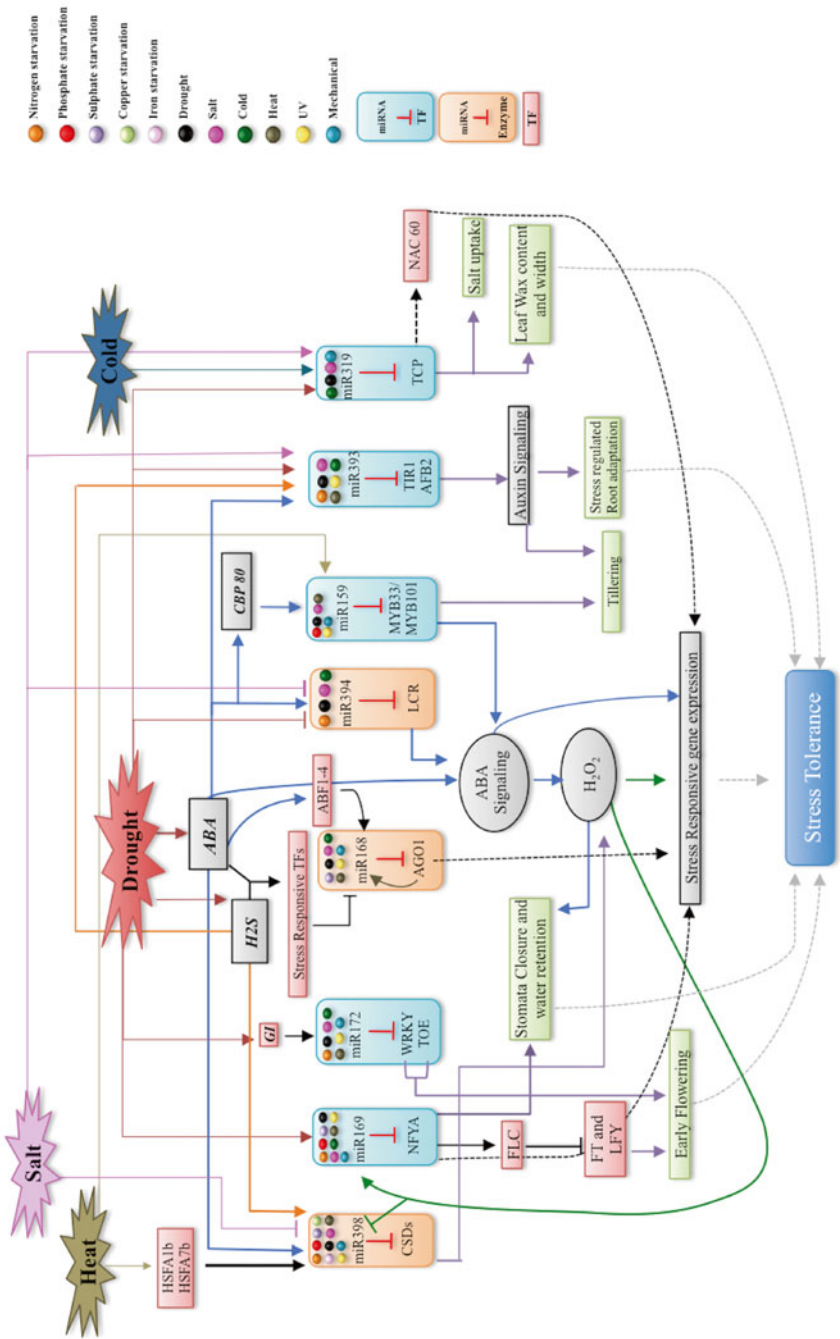 Heat
Salt
Drought
Cold
HSFA1b
HSFA7b
H2S
ABA
GI
Stress Responsive TFs
ABF1-4
CBP 80
miR398
CSDs
miR169
NFYA
miR172
WRKY
TOE
miR168
AGO1
miR394
LCR
miR159
MYB33/
MYB101
miR393
TIR1
AFB2
miR319
TCP
NAC 60
FLC
FT and
LFY
Stomata Closure and
water retention
ABA
Signaling
H2O2
Auxin Signaling
Salt uptake
Leaf Wax content
and width
Early Flowering
Tillering
Stress regulated
Root adaptation
Stress Responsive gene expression
Stress Tolerance
Nitrogen starvation
Phosphate starvation
Sulphate starvation
Copper starvation
Iron starvation
Drought
Salt
Cold
Heat
UV
Mechanical
miRNA
TF
miRNA
Enzyme
TF